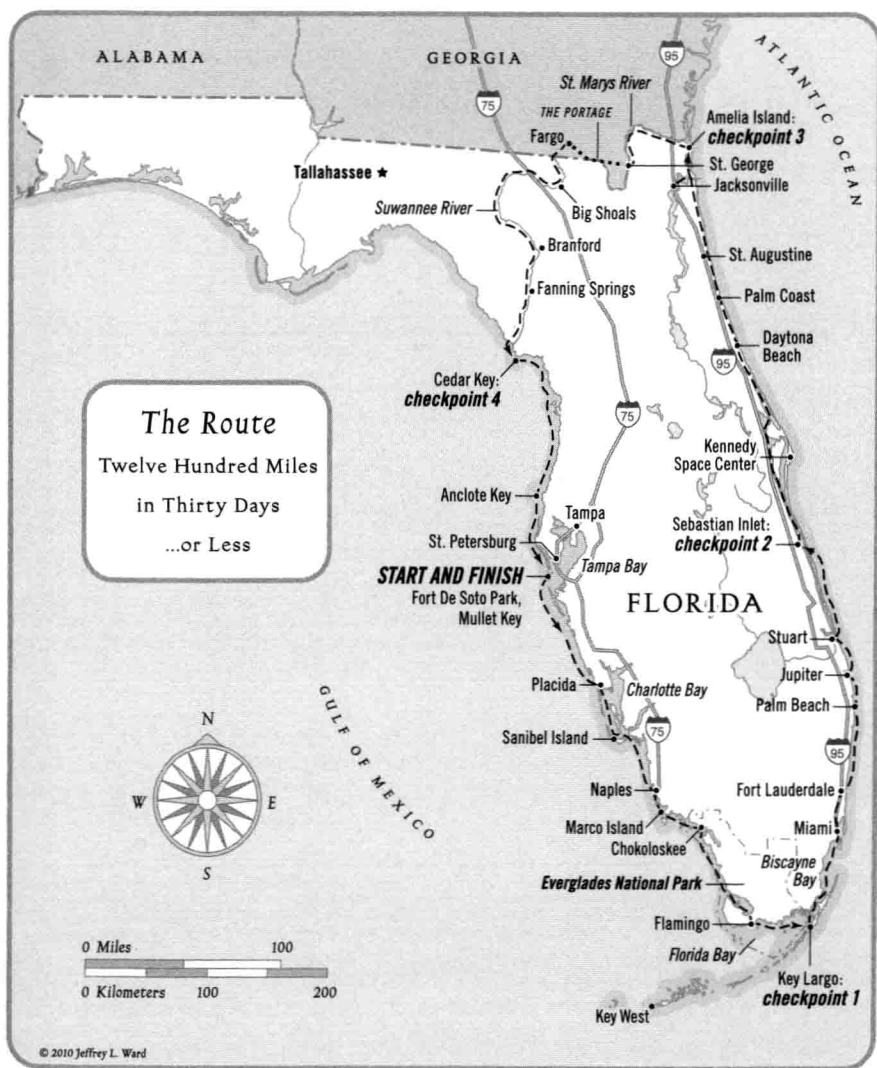 ALABAMA
GEORGIA
95
ATLANTIC OCEAN
St. Marys River
75
THE PORTAGE
Amelia Island:
checkpoint 3
Fargo
St. George
Tallahassee
Jacksonville
Suwannee River
Big Shoals
Branford
St. Augustine
Fanning Springs
Palm Coast
Daytona
Beach
95
Cedar Key:
checkpoint 4
The Route
Twelve Hundred Miles
in Thirty Days
...or Less
75
Kennedy
Space Center
Anclote Key
Tampa
Sebastian Inlet:
checkpoint 2
St. Petersburg
Tampa Bay
START AND FINISH
Fort De Soto Park,
Mullet Key
FLORIDA
Stuart
Jupiter
Placida
Charlotte Bay
Palm Beach
GULF OF MEXICO
Sanibel Island
75
95
N
W
E
S
Naples
Fort Lauderdale
Marco Island
Miami
Chokoloskee
Biscayne
Bay
Everglades National Park
Flamingo
Florida Bay
0 Miles 100
0 Kilometers 100 200
Key Largo:
checkpoint 1
Key West
© 2010 Jeffrey L. Ward